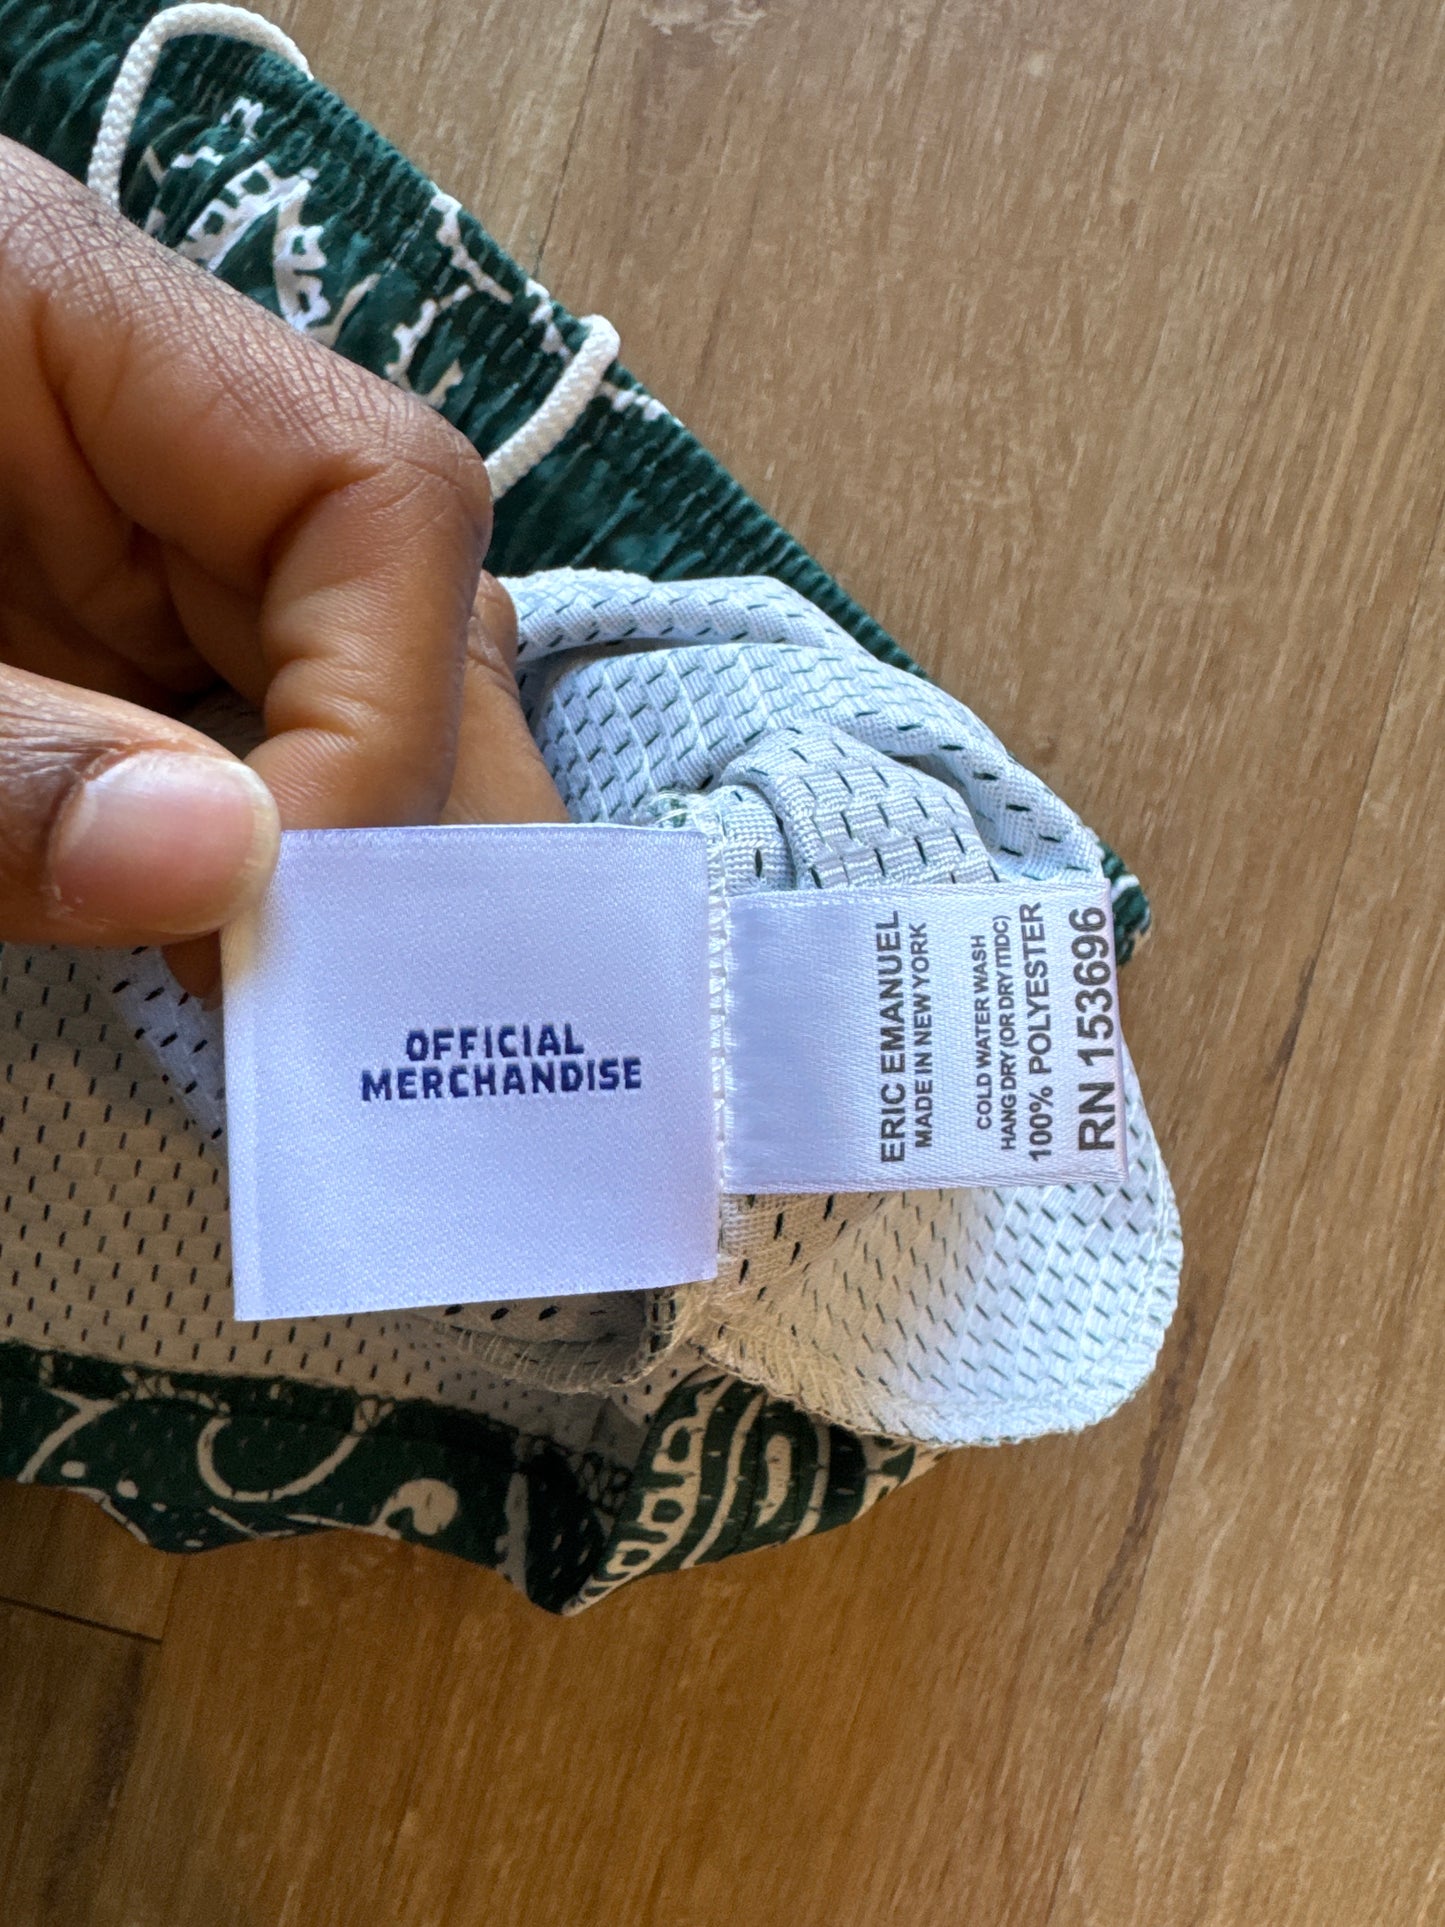 OFFICIAL
MERCHANDISE
ERIC EMANUEL
MADE IN NEW YORK
COLD WATER WASH
HANG DRY (OR DRY MDC)
100% POLYESTER
RN 153696